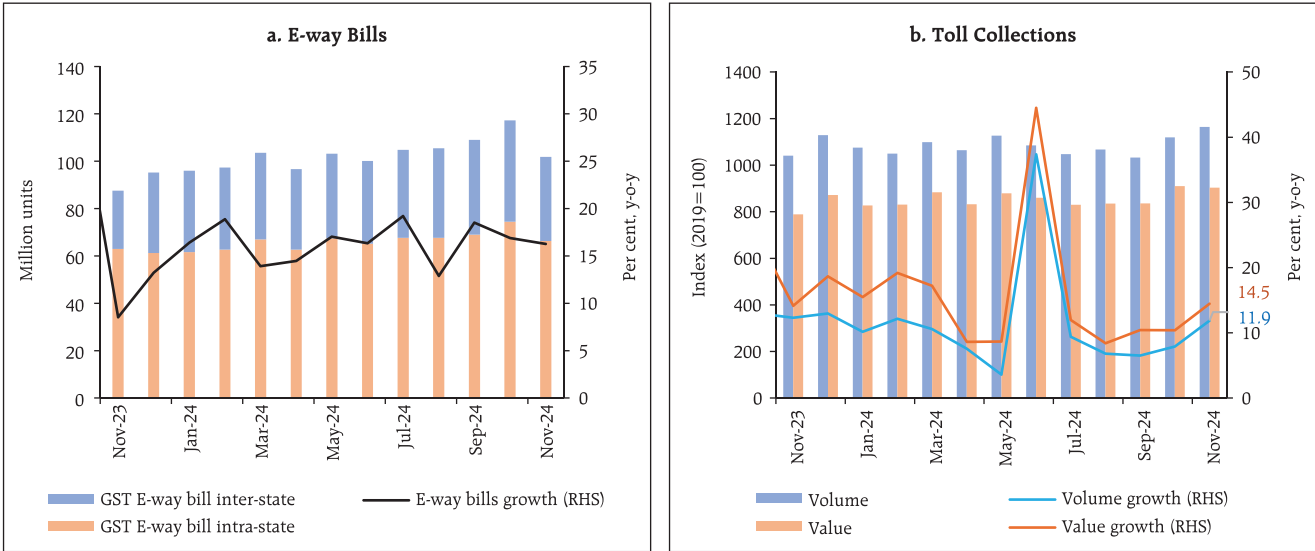 a. E-way Bills
Million units
140
120
100
80
60
40
20
0
35
30
25
20
15
10
5
0
Per cent, y-o-y
Nov-23
Jan-24
Mar-24
May-24
Jul-24
Sep-24
Nov-24
GST E-way bill inter-state
E-way bills growth (RHS)
GST E-way bill intra-state
b. Toll Collections
Index (2019=100)
1400
1200
1000
800
600
400
200
0
50
40
30
20
10
0
14.5
11.9
Per cent, y-o-y
Nov-23
Jan-24
Mar-24
May-24
Jul-24
Sep-24
Nov-24
Volume
Volume growth (RHS)
Value
Value growth (RHS)